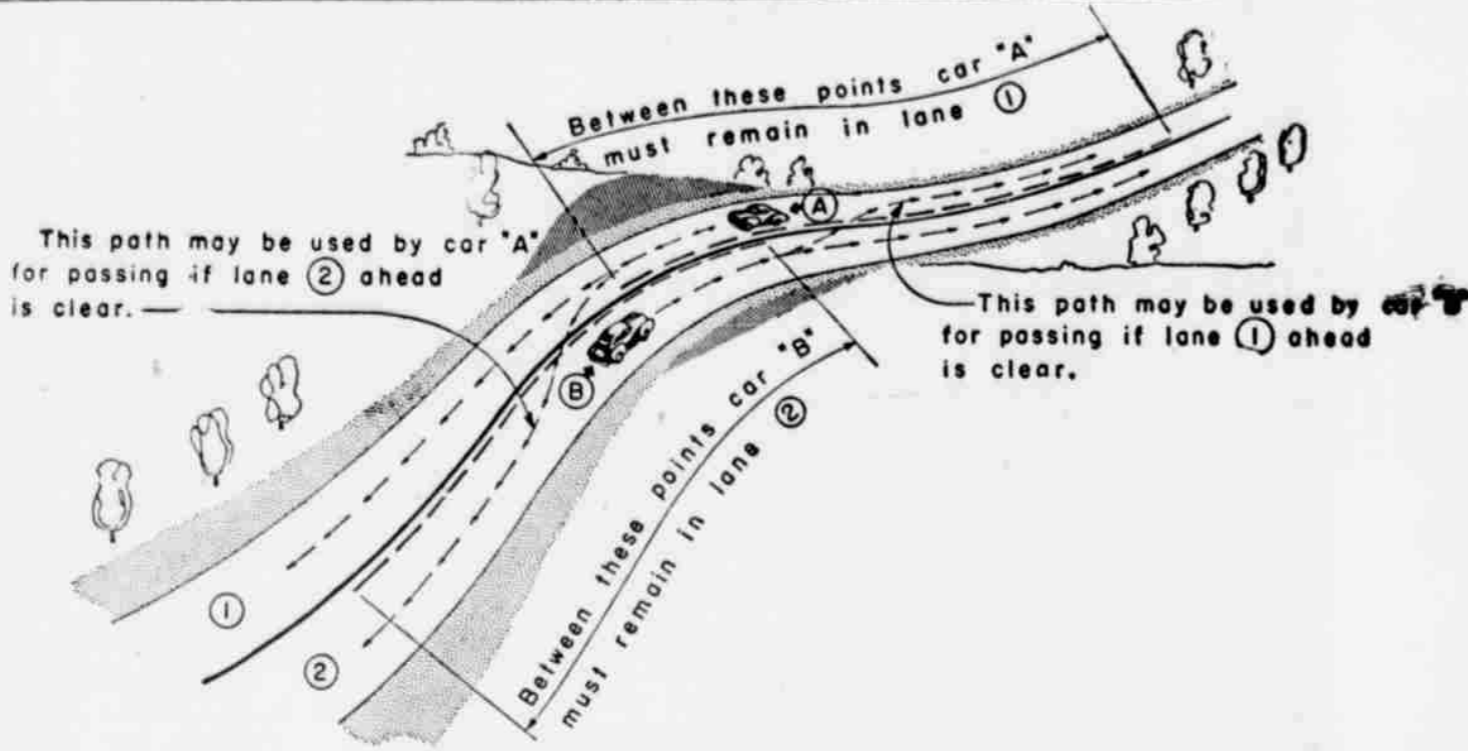 Between these points car "A"
must remain in lane ①
Ⓐ
This path may be used by car "A"
for passing if lane ② ahead
is clear.
This path may be used by
for passing if lane ① ahead
is clear.
Ⓑ
Between these points car "B"
must remain in lane ②
①
②